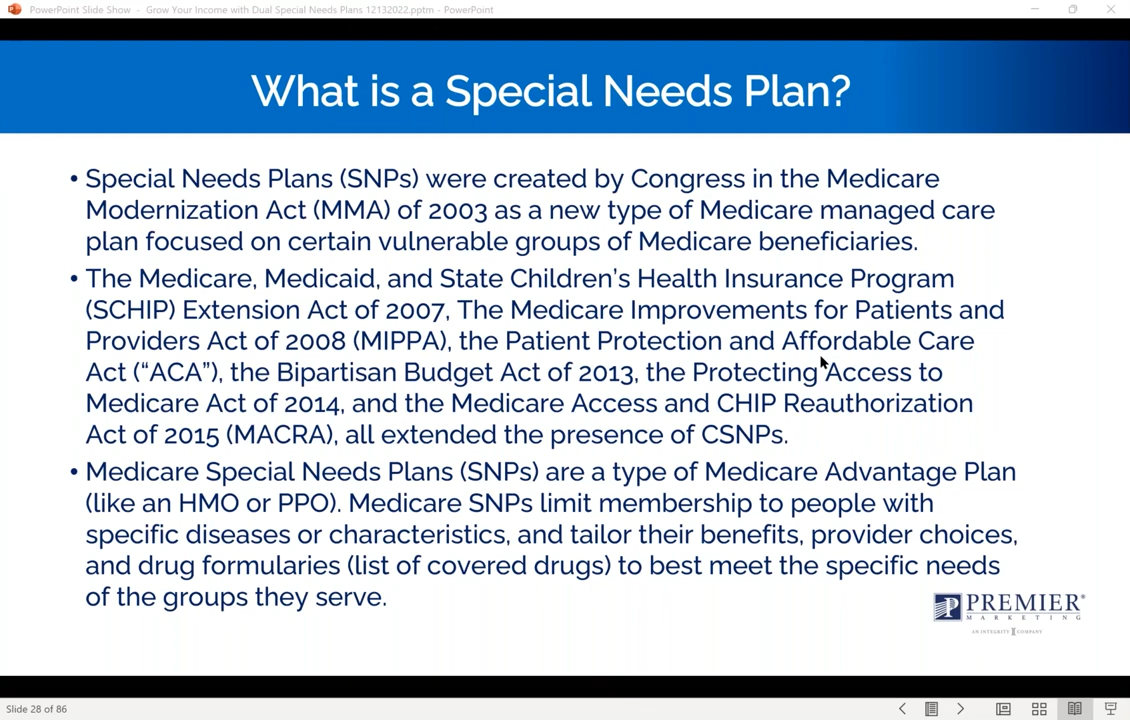 PowerPoint Slide Show - Grow Your Income with Dual Special Needs Plans 12132022.pptm - PowerPoint
What is a Special Needs Plan?
• Special Needs Plans (SNPs) were created by Congress in the Medicare
Modernization Act (MMA) of 2003 as a new type of Medicare managed care
plan focused on certain vulnerable groups of Medicare beneficiaries.
• The Medicare, Medicaid, and State Children’s Health Insurance Program
(SCHIP) Extension Act of 2007, The Medicare Improvements for Patients and
Providers Act of 2008 (MIPPA), the Patient Protection and Affordable Care
Act (“ACA”), the Bipartisan Budget Act of 2013, the Protecting Access to
Medicare Act of 2014, and the Medicare Access and CHIP Reauthorization
Act of 2015 (MACRA), all extended the presence of CSNPs.
• Medicare Special Needs Plans (SNPs) are a type of Medicare Advantage Plan
(like an HMO or PPO). Medicare SNPs limit membership to people with
specific diseases or characteristics, and tailor their benefits, provider choices,
and drug formularies (list of covered drugs) to best meet the specific needs
of the groups they serve.
PREMIER®
MARKETING
AN INTEGRITY COMPANY
Slide 28 of 86